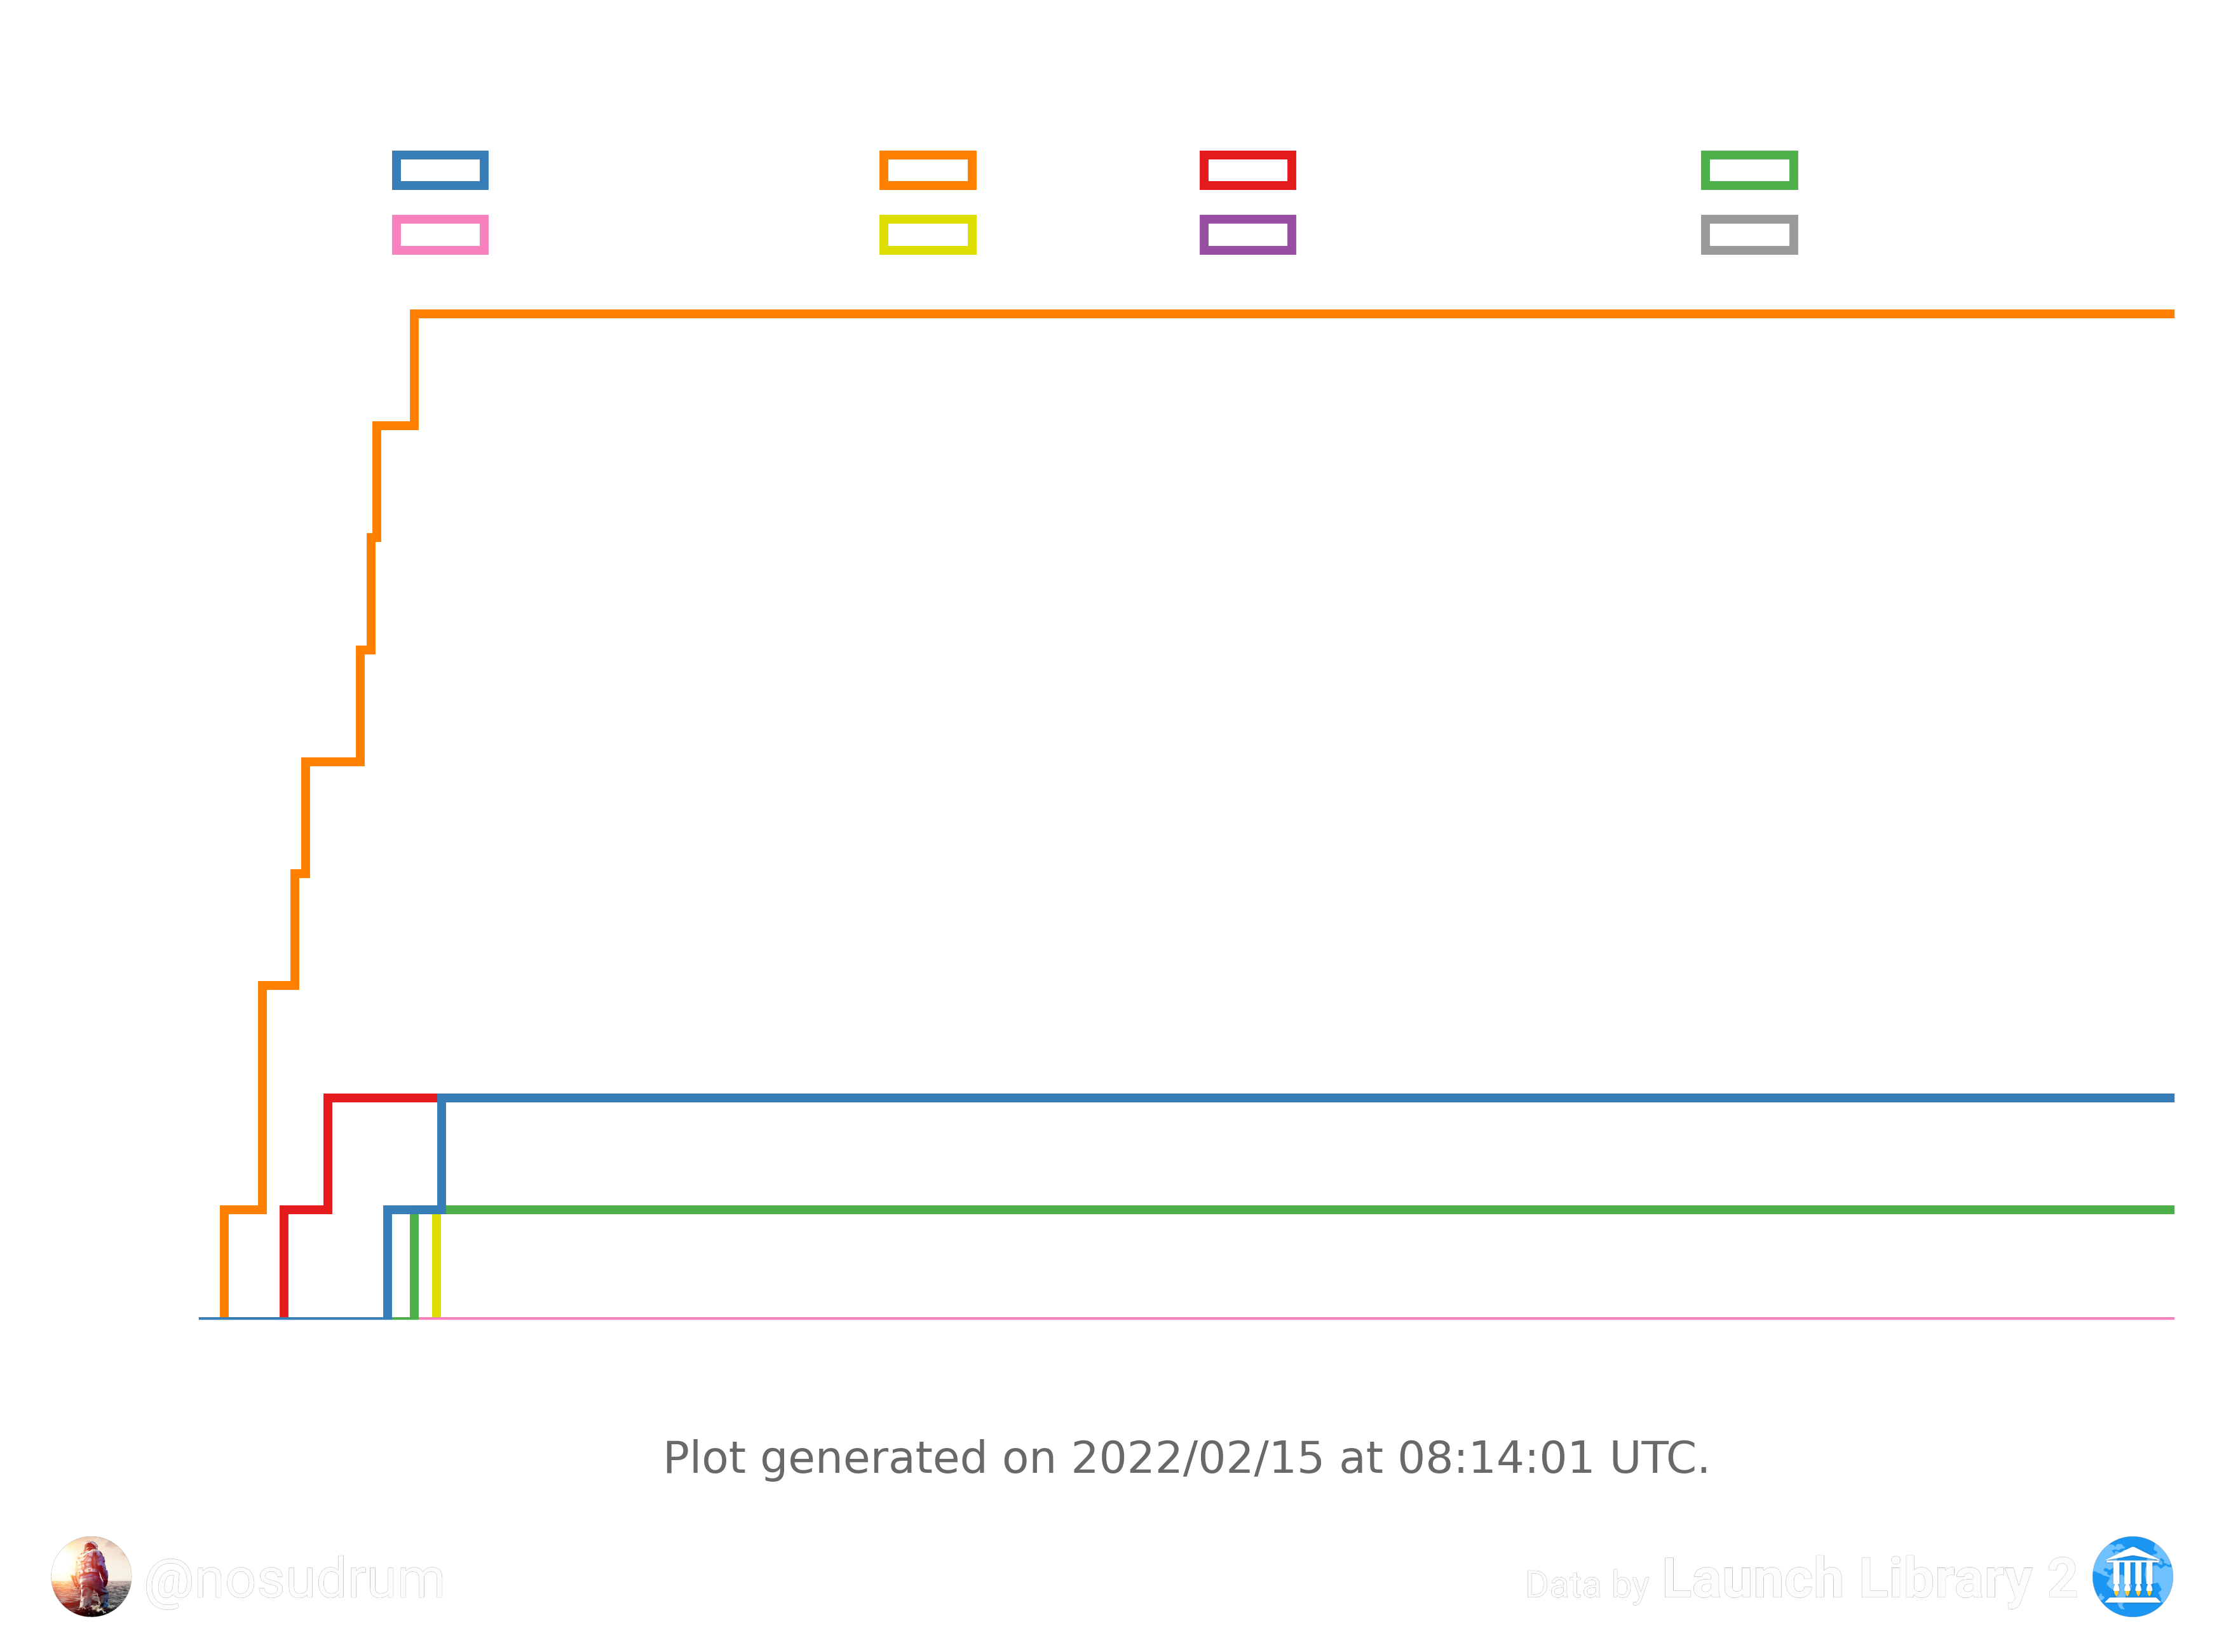 Plot generated on 2022/02/15 at 08:14:01 UTC.
@nosudrum
Data by Launch Library 2